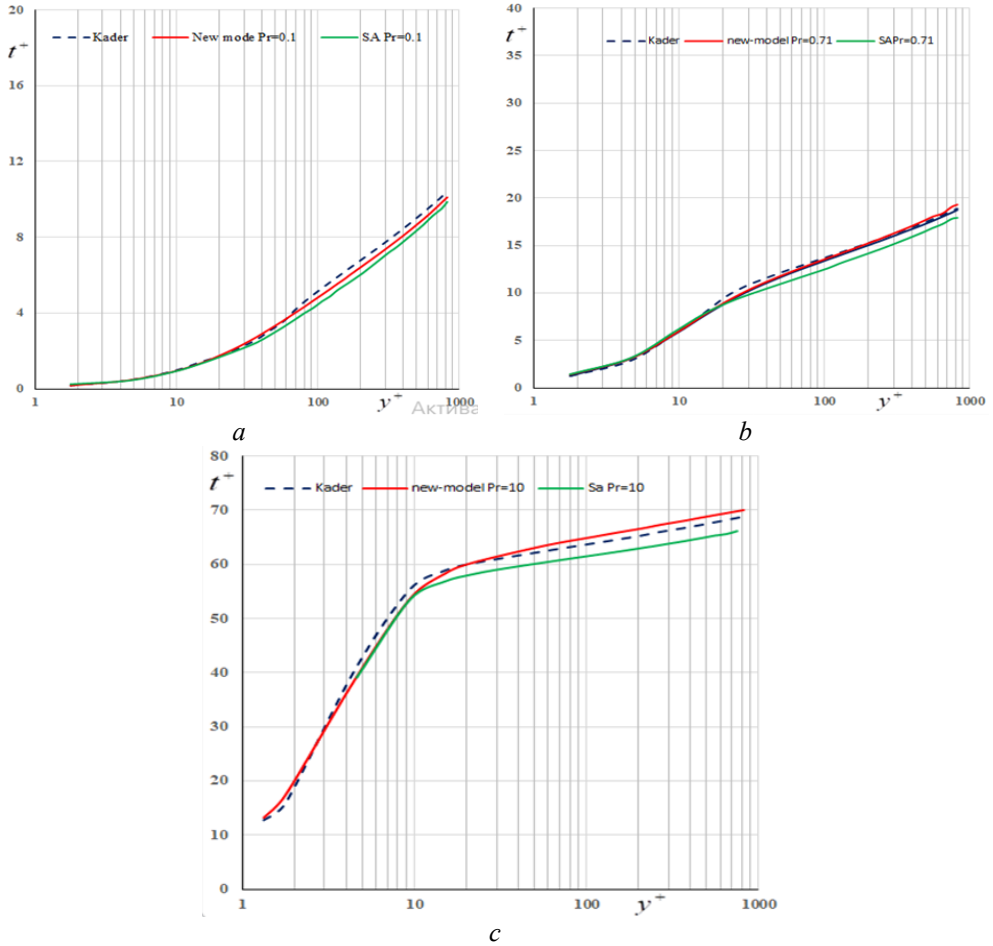 20
t+
Kader New mode Pr=0.1 SA Pr=0.1
16
12
8
4
0
1 10 100 1000
y+
Актива
a
40
t+
Kader new-model Pr=0.71 SAPr=0.71
35
30
25
20
15
10
5
0
1 10 100 1000
y+
b
80
t+
Kader new-model Pr=10 Sa Pr=10
70
60
50
40
30
20
10
0
1 10 100 1000
y+
c